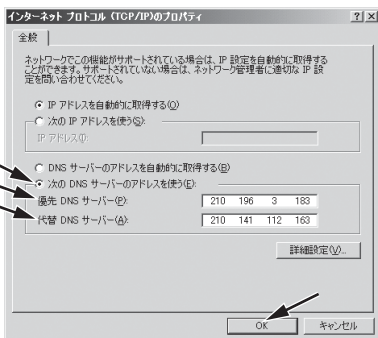 インターネット プロトコル (TCP/IP)のプロパティ
全般
ネットワークでこの機能がサポートされている場合は、IP 設定を自動的に取得する
ことができます。サポートされていない場合は、ネットワーク管理者に適切な IP 設
定を問い合わせてください。
IP アドレスを自動的に取得する(O)
次の IP アドレスを使う(S):
IP アドレス(I):
DNS サーバーのアドレスを自動的に取得する(B)
次の DNS サーバーのアドレスを使う(E):
優先 DNS サーバー(P): 210 196 3 183
代替 DNS サーバー(A): 210 141 112 163
詳細設定(V)...
OK キャンセル